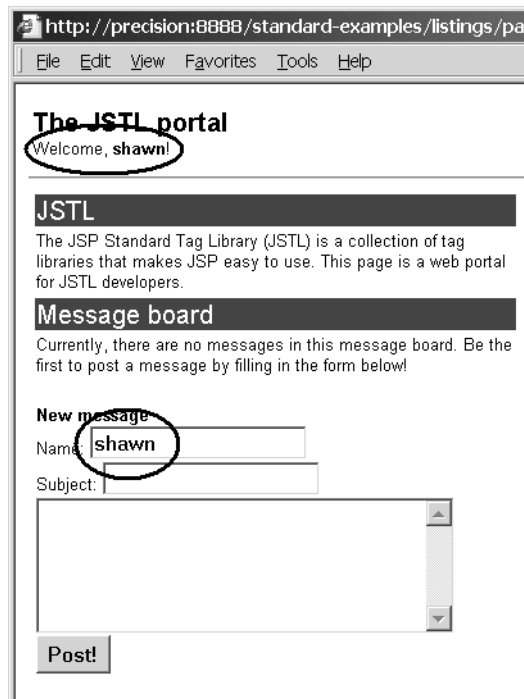 http://precision:8888/standard-examples/listings/pa
File Edit View Favorites Tools Help
The JSTL portal
Welcome, shawn!
JSTL
The JSP Standard Tag Library (JSTL) is a collection of tag
libraries that makes JSP easy to use. This page is a web portal
for JSTL developers.
Message board
Currently, there are no messages in this message board. Be the
first to post a message by filling in the form below!
New message
Name: shawn
Subject:
Post!